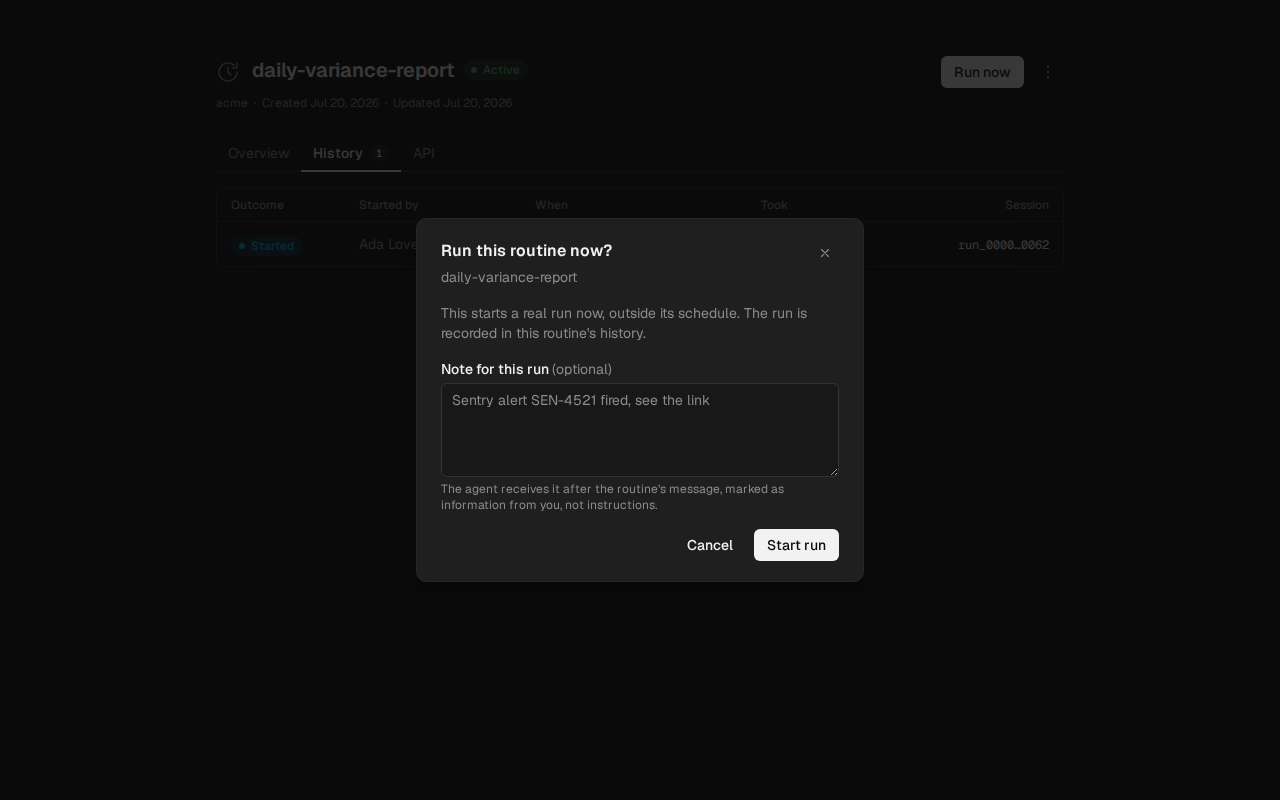 daily-variance-report
Active
Run now
acme · Created Jul 20, 2026 · Updated Jul 20, 2026
Overview
History 1
API
Outcome
Started by
When
Took
Session
Started
Ada Love
run_0000…0062
Run this routine now?
daily-variance-report
This starts a real run now, outside its schedule. The run is
recorded in this routine's history.
Note for this run (optional)
Sentry alert SEN-4521 fired, see the link
The agent receives it after the routine's message, marked as
information from you, not instructions.
Cancel
Start run